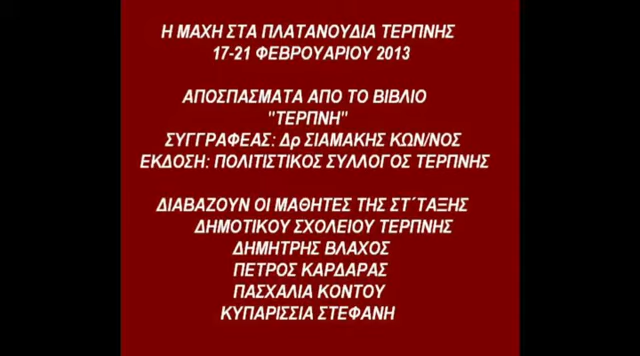 Η ΜΑΧΗ ΣΤΑ ΠΛΑΤΑΝΟΥΔΙΑ ΤΕΡΠΝΗΣ
17-21 ΦΕΒΡΟΥΑΡΙΟΥ 2013
ΑΠΟΣΠΑΣΜΑΤΑ ΑΠΟ ΤΟ ΒΙΒΛΙΟ
"ΤΕΡΠΝΗ"
ΣΥΓΓΡΑΦΕΑΣ: Δρ ΣΙΑΜΑΚΗΣ ΚΩΝ/ΝΟΣ
ΕΚΔΟΣΗ: ΠΟΛΙΤΙΣΤΙΚΟΣ ΣΥΛΛΟΓΟΣ ΤΕΡΠΝΗΣ
ΔΙΑΒΑΖΟΥΝ ΟΙ ΜΑΘΗΤΕΣ ΤΗΣ ΣΤ΄ΤΑΞΗΣ
ΔΗΜΟΤΙΚΟΥ ΣΧΟΛΕΙΟΥ ΤΕΡΠΝΗΣ
ΔΗΜΗΤΡΗΣ ΒΛΑΧΟΣ
ΠΕΤΡΟΣ ΚΑΡΔΑΡΑΣ
ΠΑΣΧΑΛΙΑ ΚΟΝΤΟΥ
ΚΥΠΑΡΙΣΣΙΑ ΣΤΕΦΑΝΗ